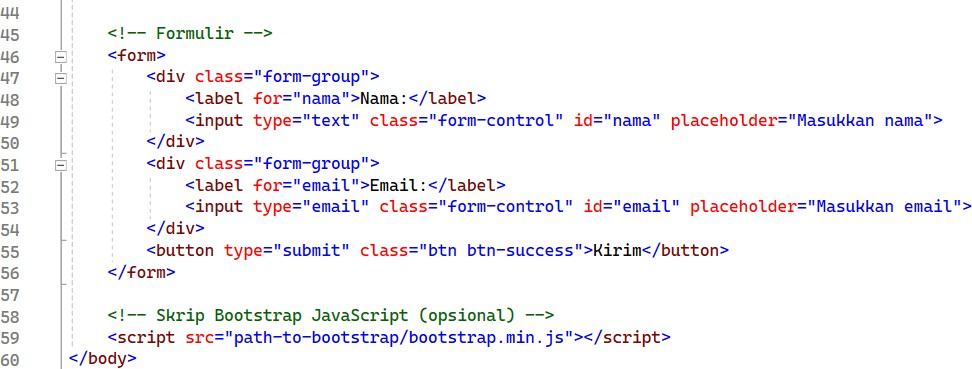 44
45 <!-- Formulir -->
46 <form>
47 <div class="form-group">
48 <label for="nama">Nama:</label>
49 <input type="text" class="form-control" id="nama" placeholder="Masukkan nama">
50 </div>
51 <div class="form-group">
52 <label for="email">Email:</label>
53 <input type="email" class="form-control" id="email" placeholder="Masukkan email">
54 </div>
55 <button type="submit" class="btn btn-success">Kirim</button>
56 </form>
57
58 <!-- Skrip Bootstrap JavaScript (opsional) -->
59 <script src="path-to-bootstrap/bootstrap.min.js"></script>
60 </body>